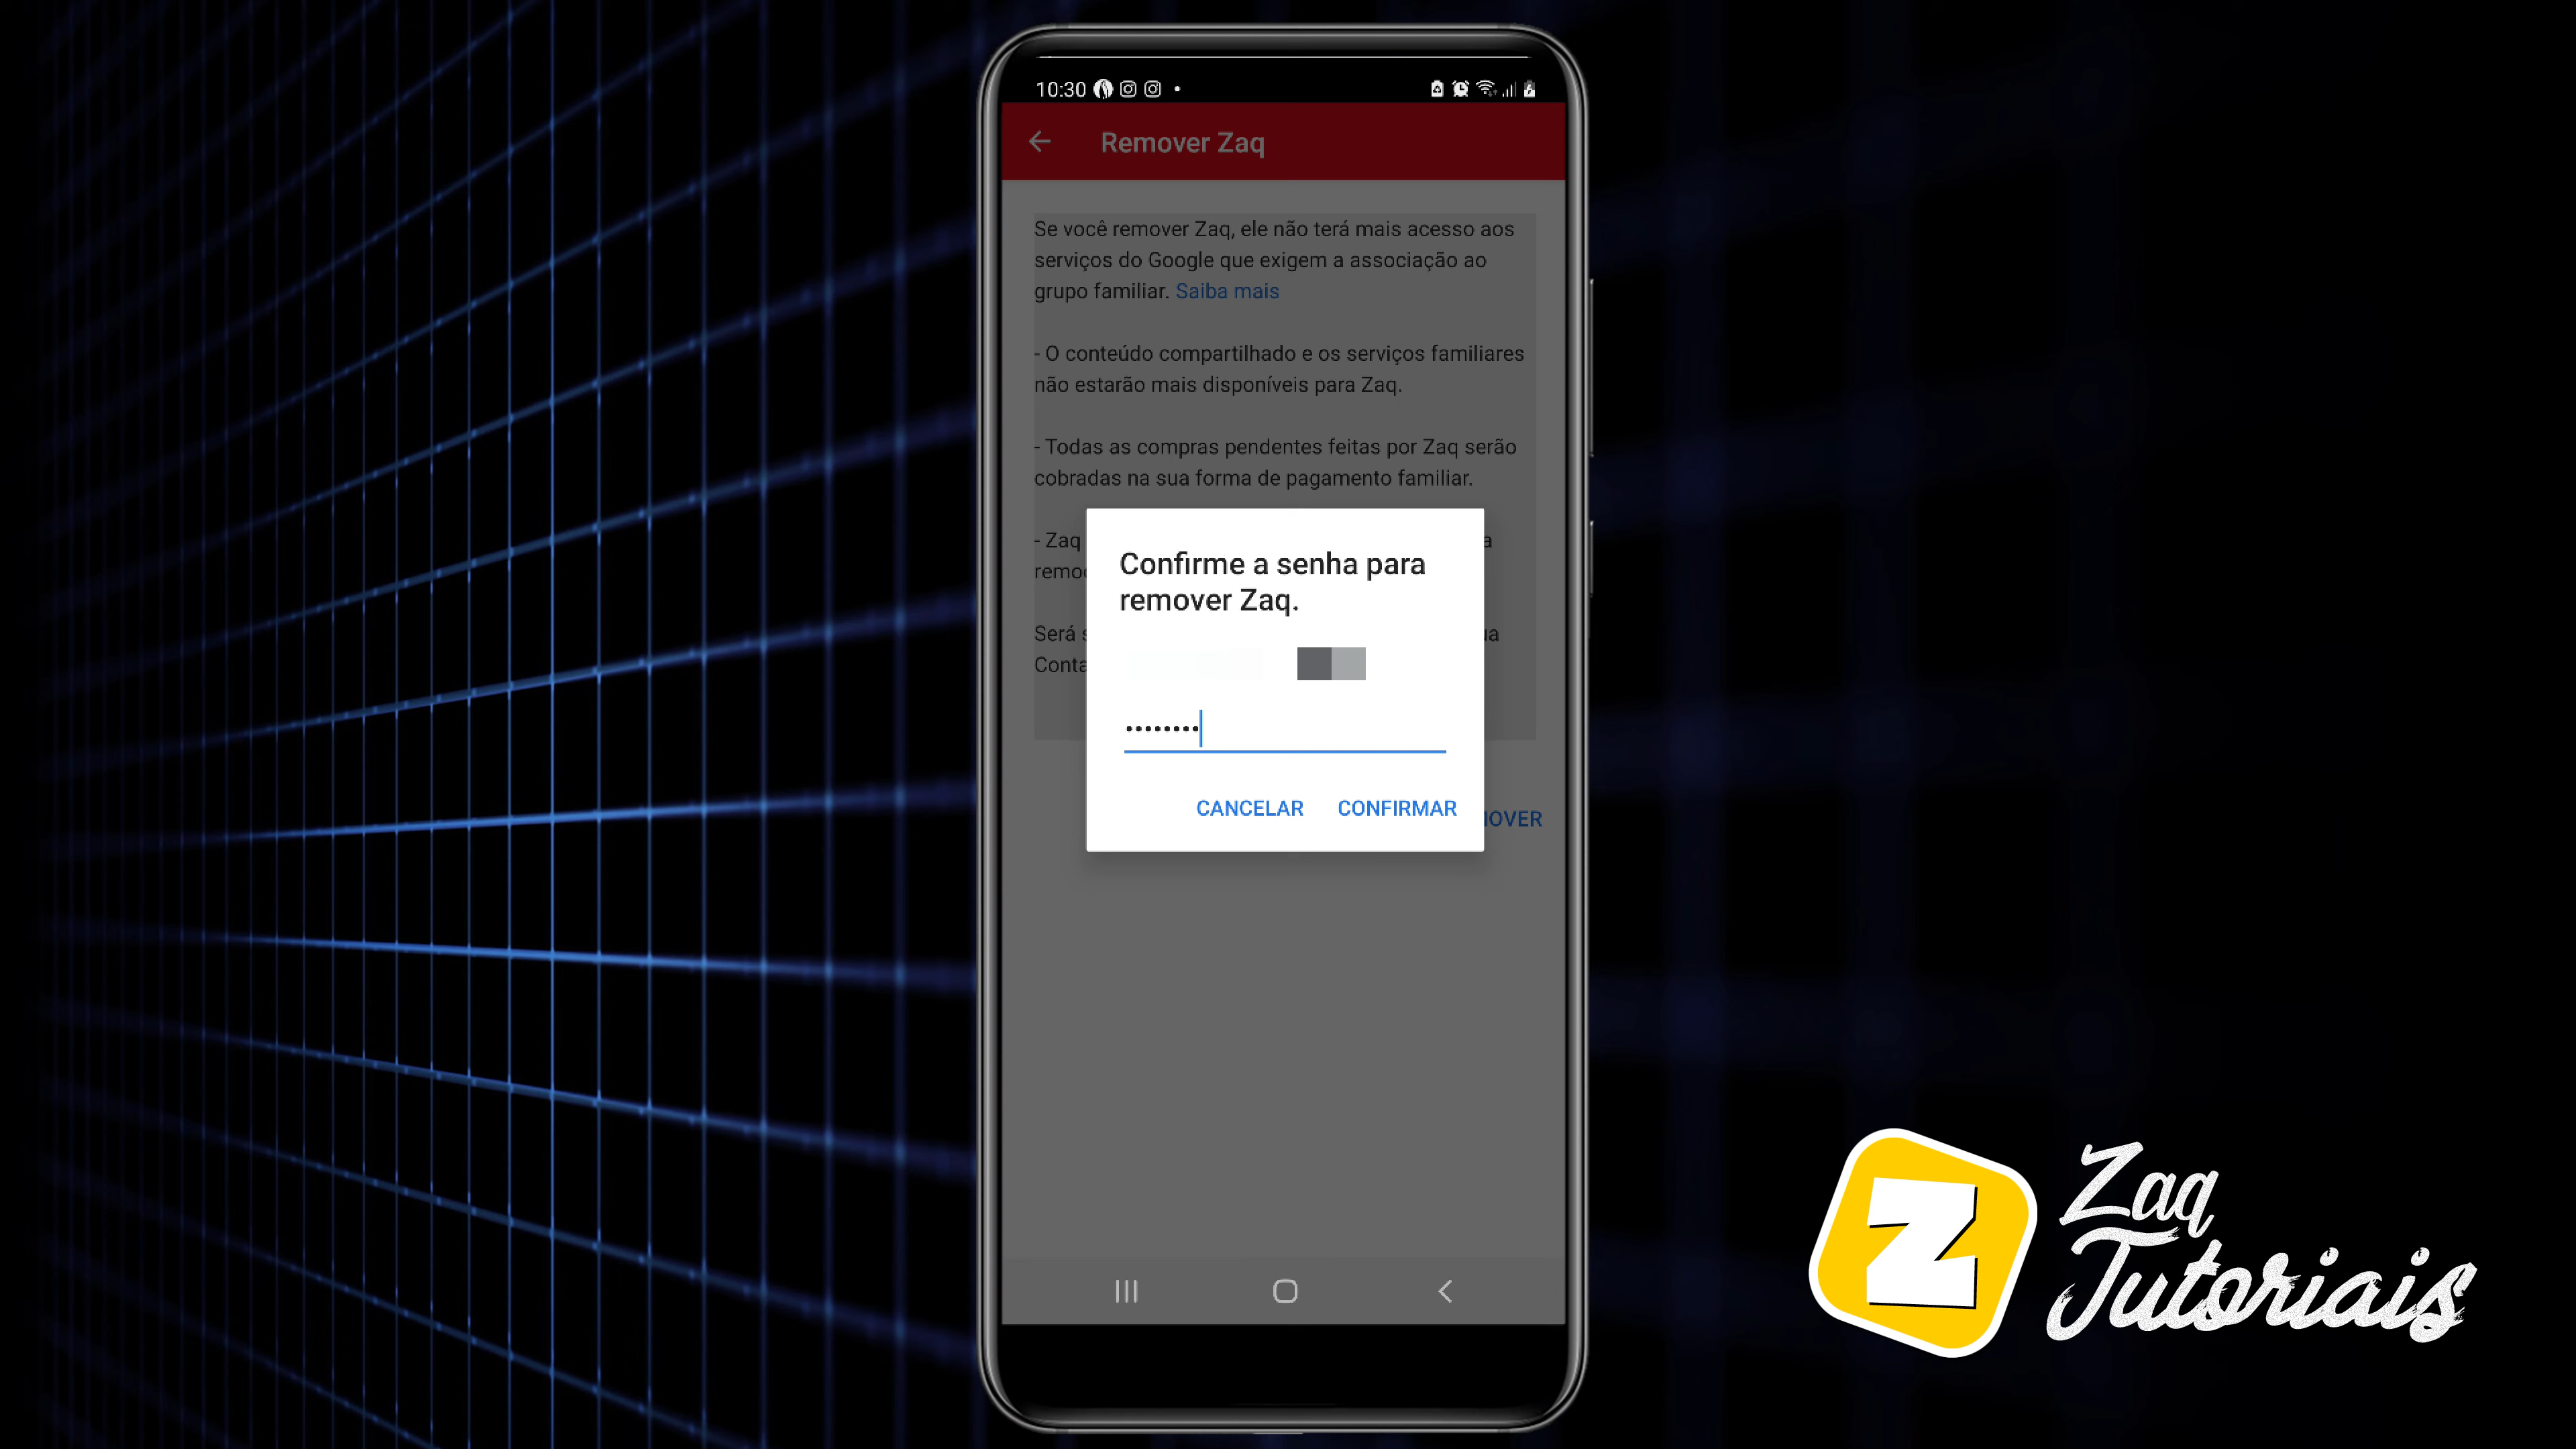 10:30
Remover Zaq
Se você remover Zaq, ele não terá mais acesso aos
serviços do Google que exigem a associação ao
grupo familiar. Saiba mais
- O conteúdo compartilhado e os serviços familiares
não estarão mais disponíveis para Zaq.
- Todas as compras pendentes feitas por Zaq serão
cobradas na sua forma de pagamento familiar.
- Zaq
Confirme a senha para
remover Zaq.
Será
••••••••
CANCELAR CONFIRMAR
Z
Zaq
Tutoriais